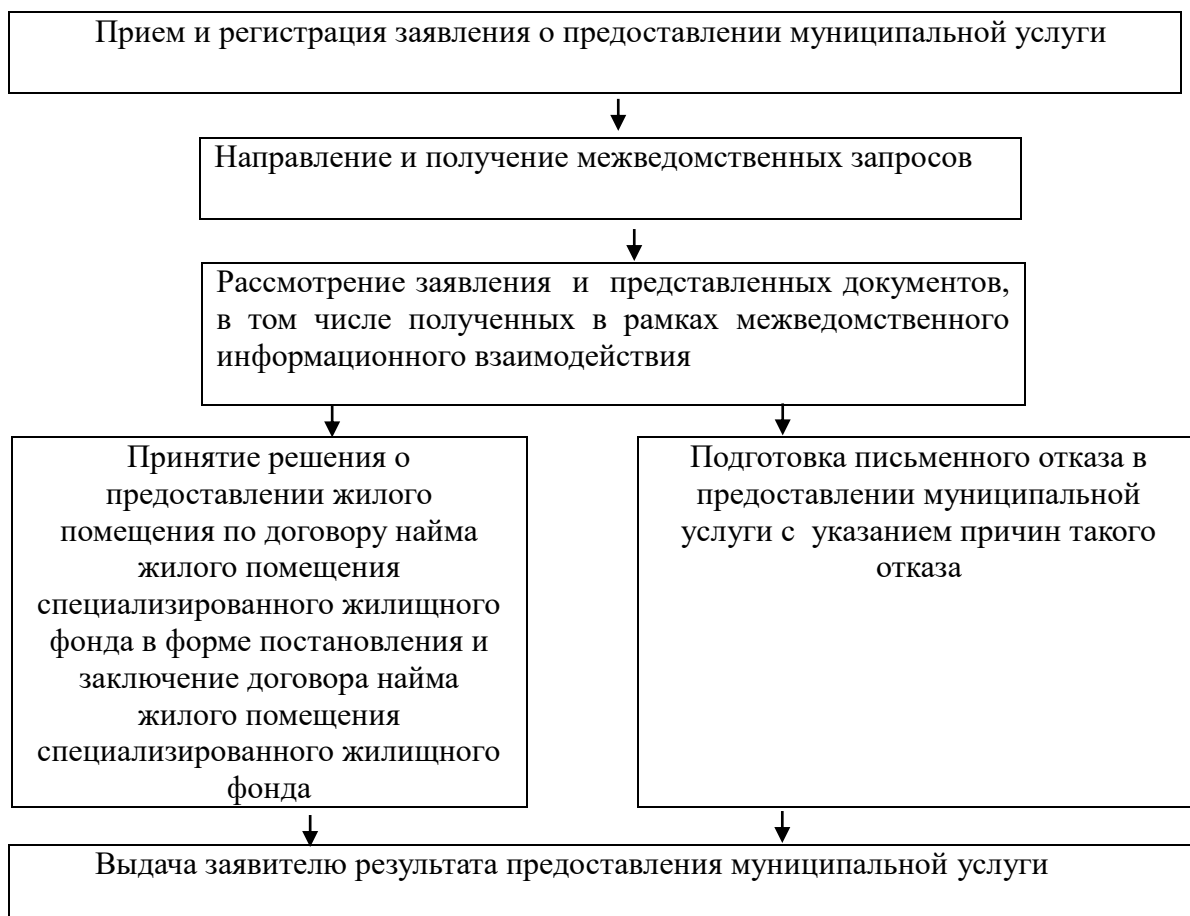 Прием и регистрация заявления о предоставлении муниципальной услуги
Направление и получение межведомственных запросов
Рассмотрение заявления и представленных документов,
в том числе полученных в рамках межведомственного
информационного взаимодействия
Принятие решения о
предоставлении жилого
помещения по договору найма
жилого помещения
специализированного жилищного
фонда в форме постановления и
заключение договора найма
жилого помещения
специализированного жилищного
фонда
Подготовка письменного отказа в
предоставлении муниципальной
услуги с указанием причин такого
отказа
Выдача заявителю результата предоставления муниципальной услуги